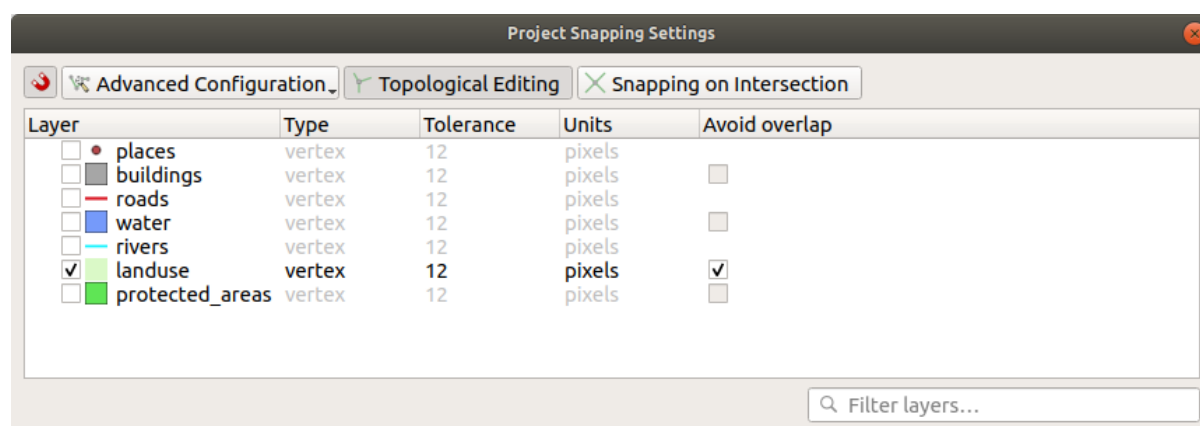 Project Snapping Settings
Advanced Configuration Topological Editing Snapping on Intersection
Layer Type Tolerance Units Avoid overlap
places vertex 12 pixels
buildings vertex 12 pixels
roads vertex 12 pixels
water vertex 12 pixels
rivers vertex 12 pixels
landuse vertex 12 pixels
protected_areas vertex 12 pixels
Filter layers...